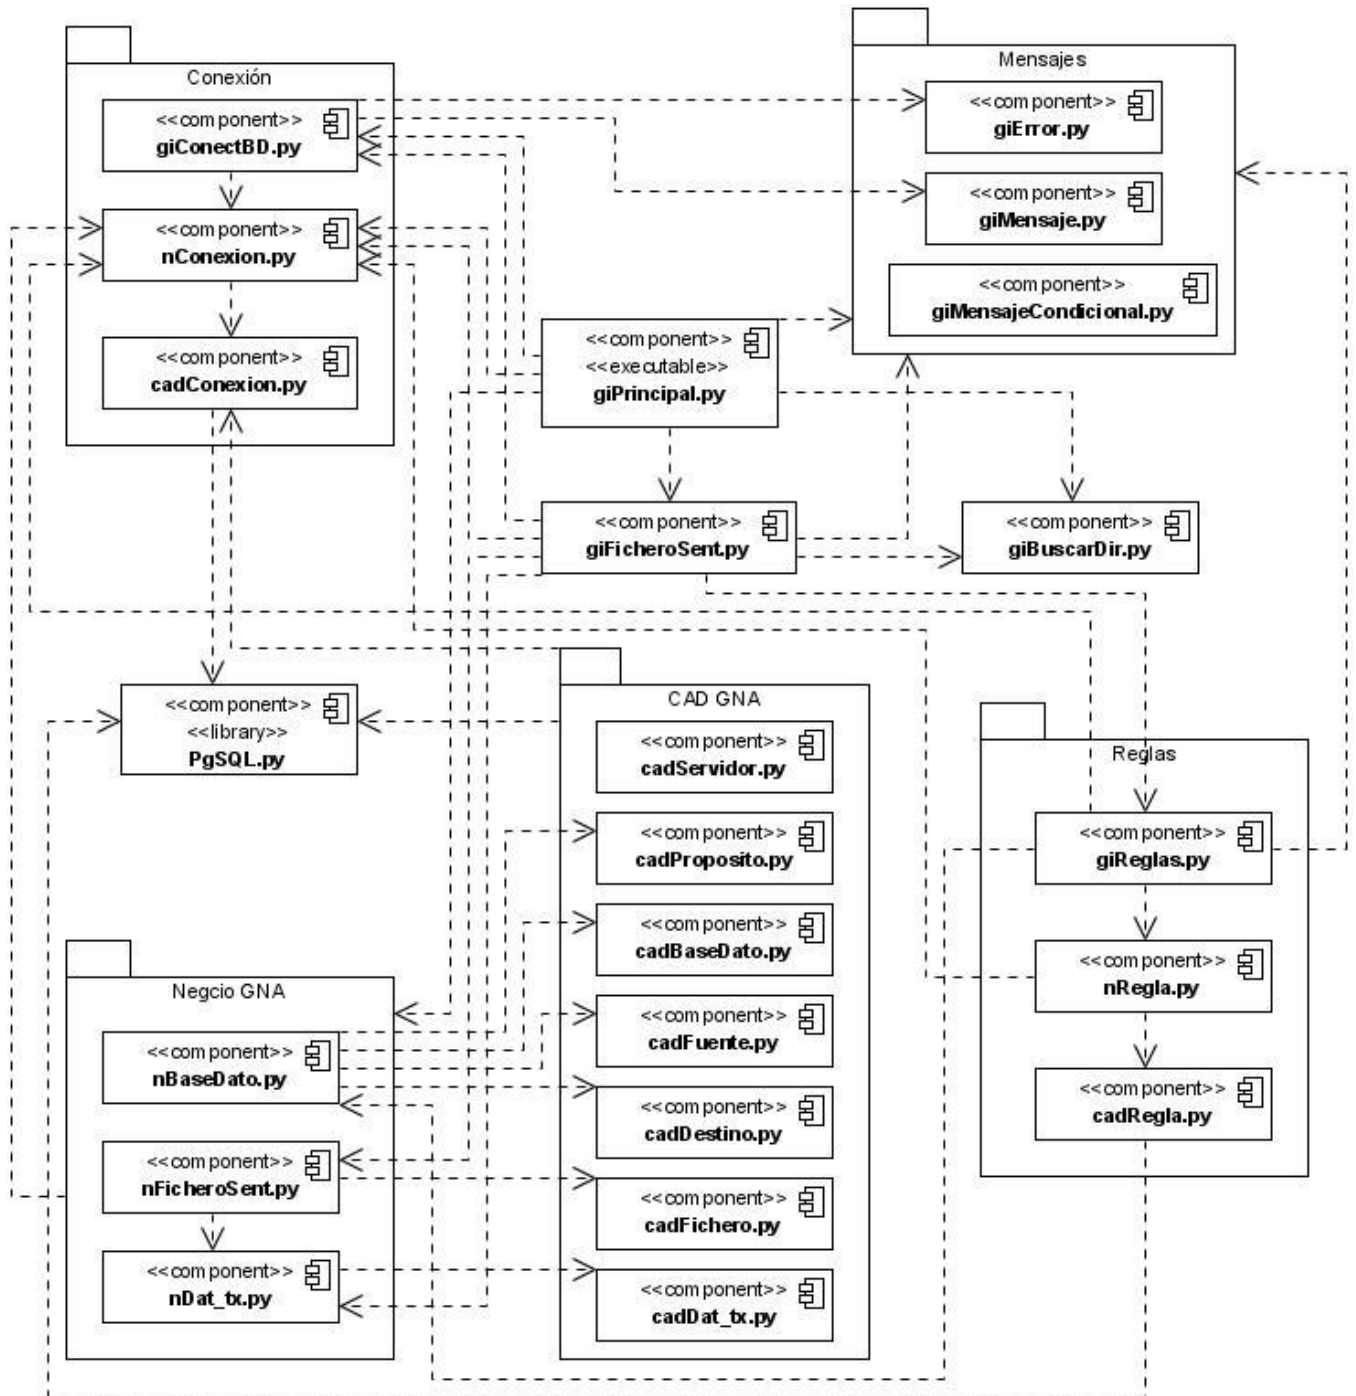 Conexión
<<component>>
giConectBD.py
<<component>>
nConexion.py
<<component>>
cadConexion.py
Mensajes
<<component>>
giError.py
<<component>>
giMensaje.py
<<component>>
giMensajeCondicional.py
<<component>>
<<executable>>
giPrincipal.py
<<component>>
giFicheroSent.py
<<component>>
giBuscarDir.py
<<component>>
<<library>>
PgSQL.py
CAD GNA
<<component>>
cadServidor.py
<<component>>
cadProposito.py
<<component>>
cadBaseDato.py
<<component>>
cadFuente.py
<<component>>
cadDestino.py
<<component>>
cadFichero.py
<<component>>
cadDat_tx.py
Reglas
<<component>>
giReglas.py
<<component>>
nRegla.py
<<component>>
cadRegla.py
Negcio GNA
<<component>>
nBaseDato.py
<<component>>
nFicheroSent.py
<<component>>
nDat_tx.py